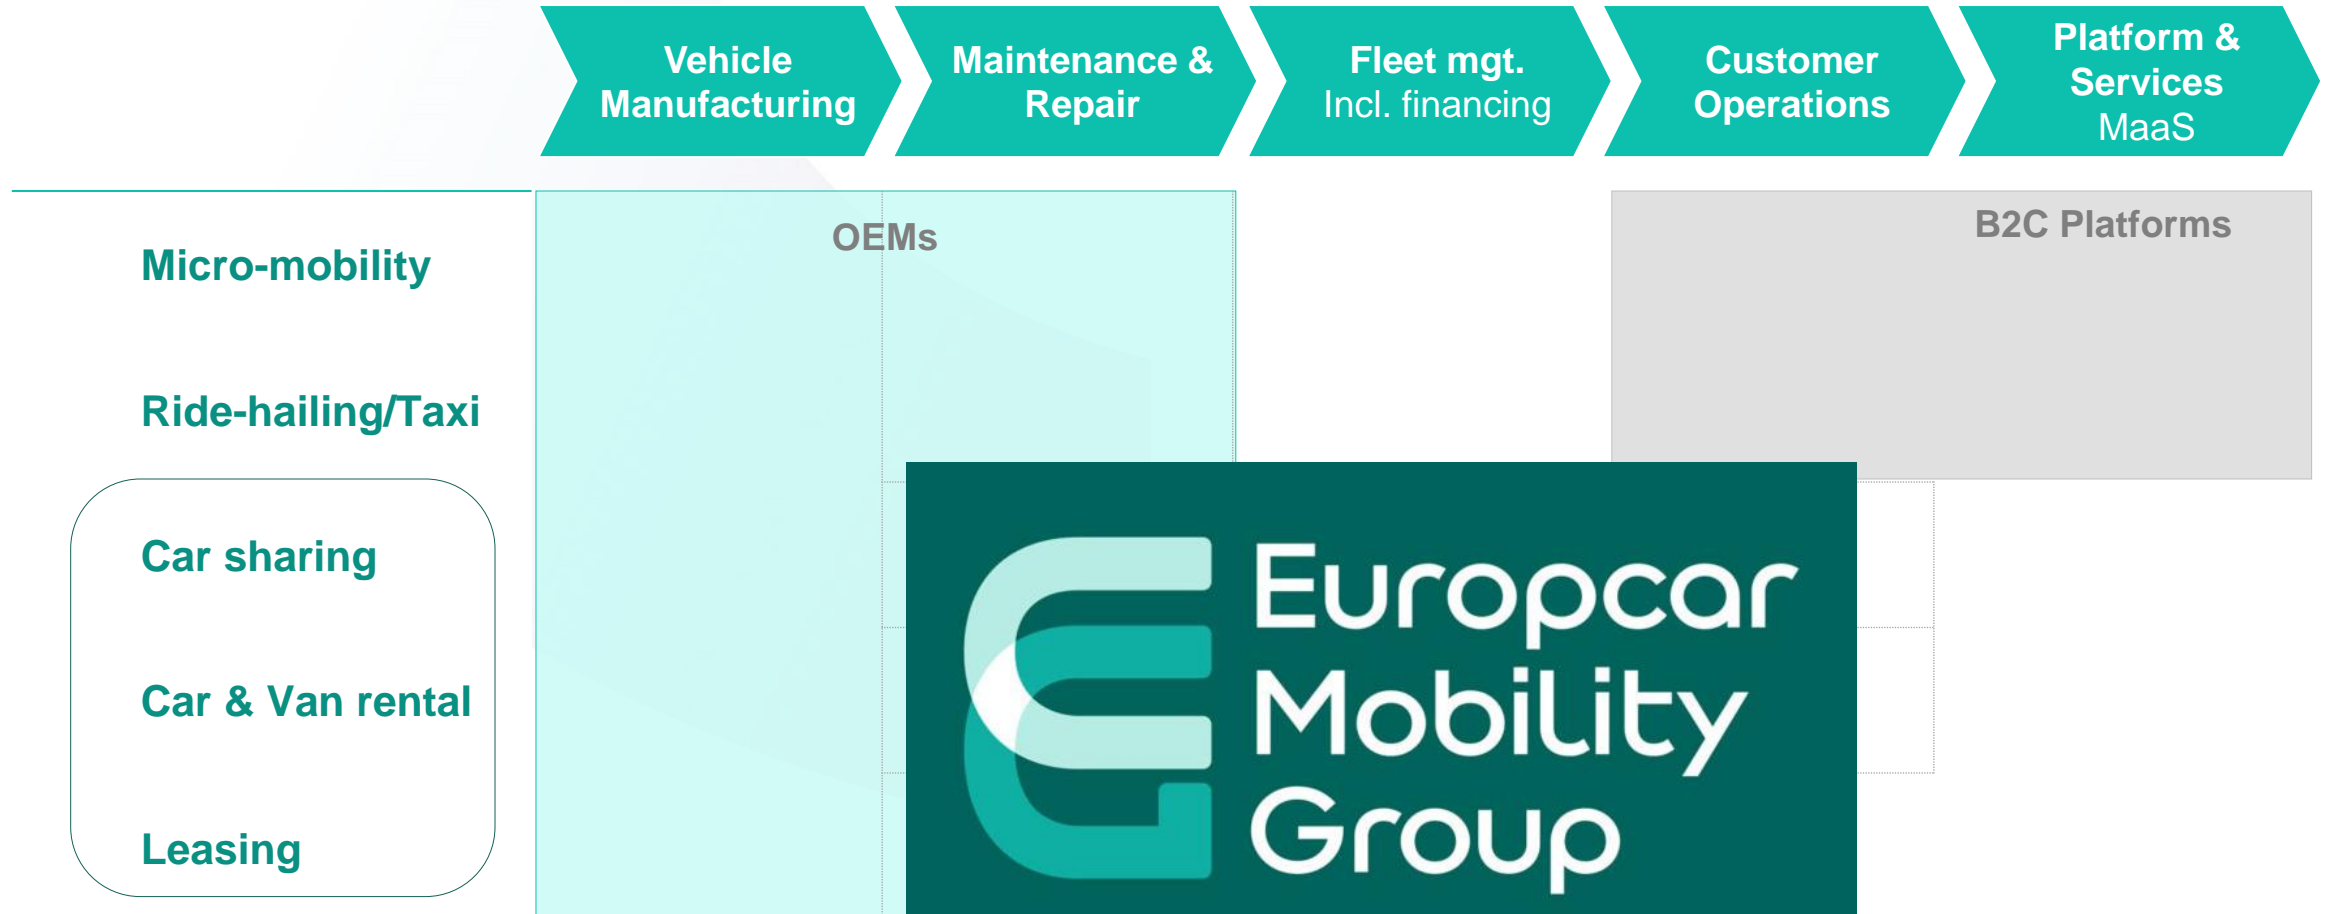 Vehicle
Manufacturing
Maintenance &
Repair
Fleet mgt.
Incl. financing
Customer
Operations
Platform &
Services
MaaS
OEMs
B2C Platforms
Micro-mobility
Ride-hailing/Taxi
Car sharing
Car & Van rental
Leasing
Europcar
Mobility
Group